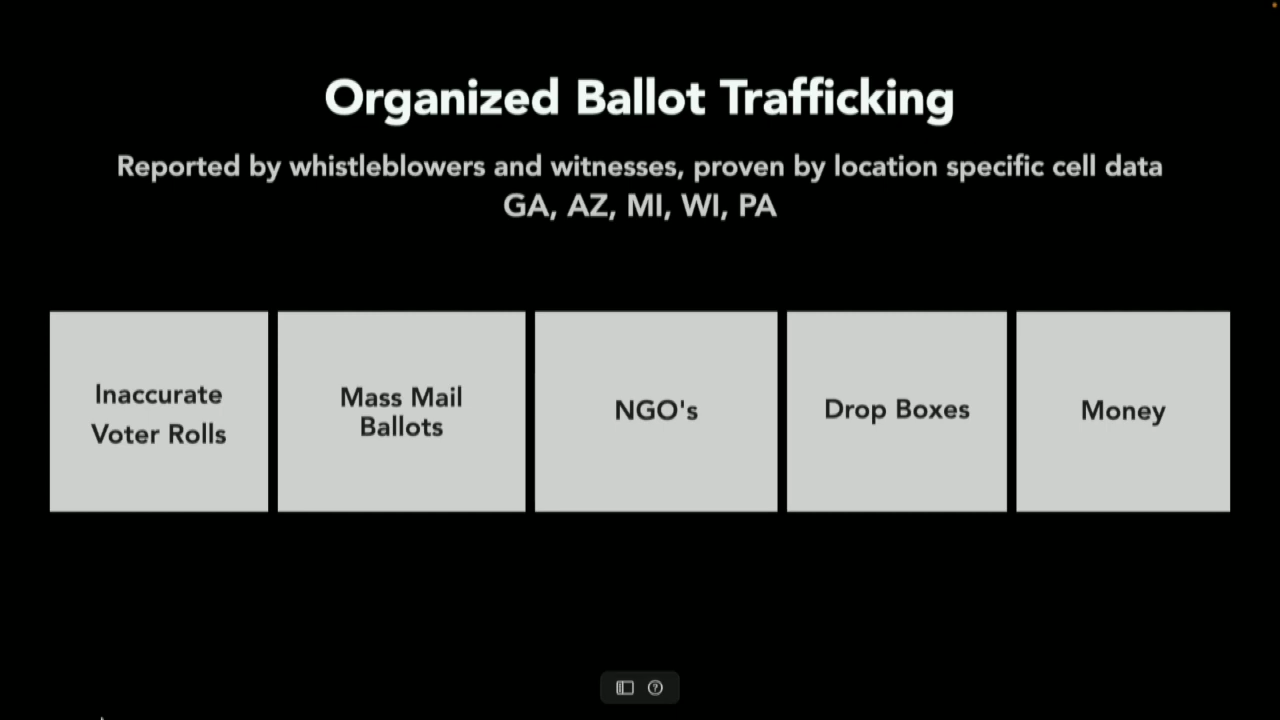 Organized Ballot Trafficking
Reported by whistleblowers and witnesses, proven by location specific cell data
GA, AZ, MI, WI, PA
Inaccurate
Voter Rolls
Mass Mail
Ballots
NGO's
Drop Boxes
Money